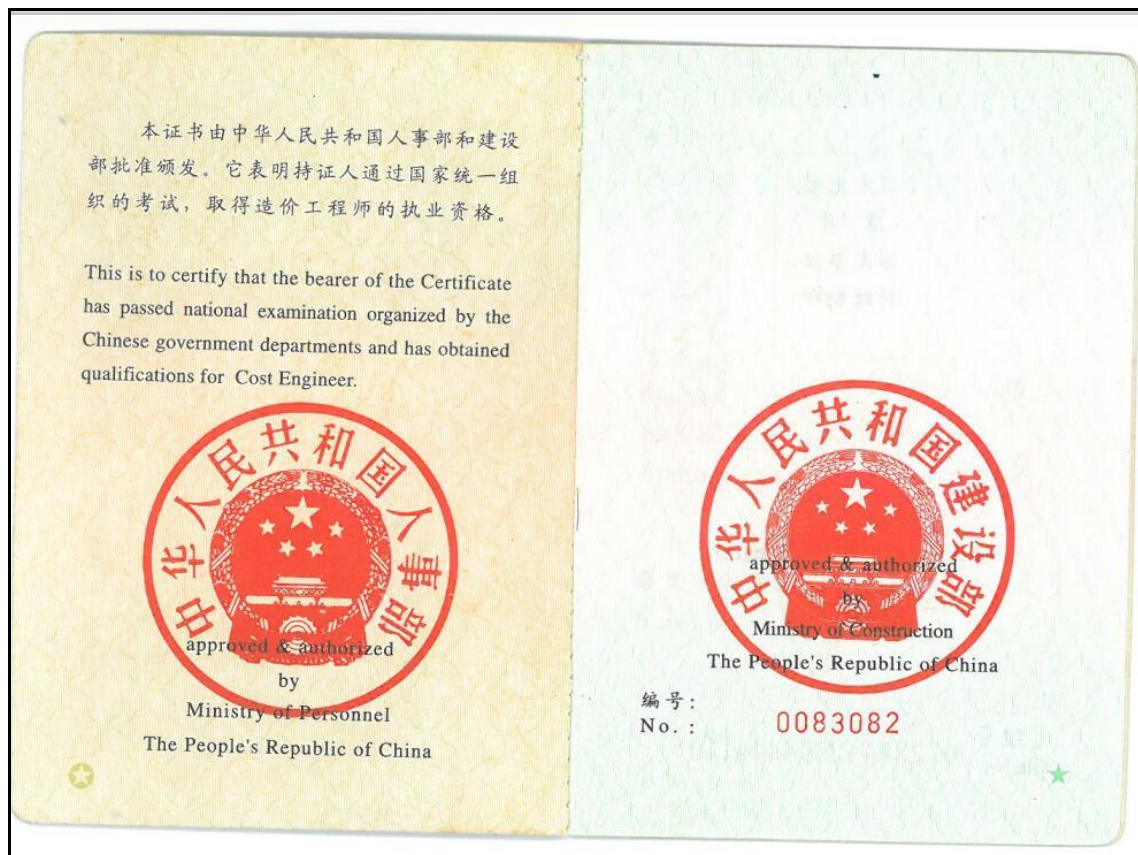 本证书由中华人民共和国人事部和建设
部批准颁发。它表明持证人通过国家统一组
织的考试，取得造价工程师的执业资格。
This is to certify that the bearer of the Certificate
has passed national examination organized by the
Chinese government departments and has obtained
qualifications for Cost Engineer.
中华人民共和国人事部
approved & authorized
by
Ministry of Personnel
The People's Republic of China
中华人民共和国建设部
approved & authorized
by
Ministry of Construction
The People's Republic of China
编号：
No. : 0083082